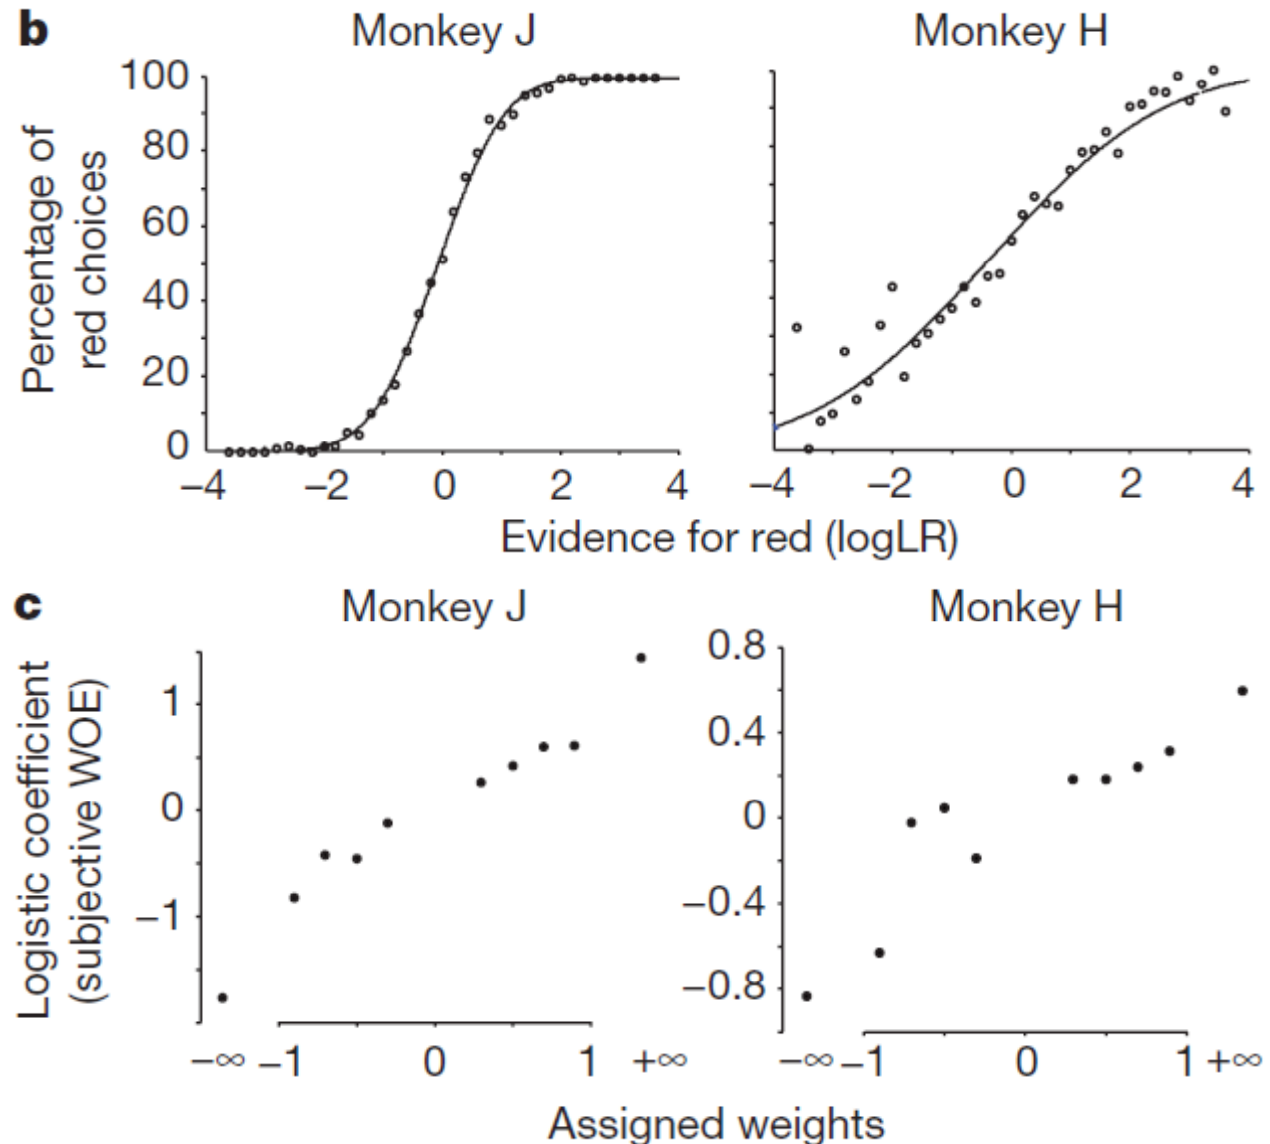 b
Monkey J
Monkey H
Percentage of
red choices
100
80
60
40
20
0
−4
−2
0
2
4
−4
−2
0
2
4
Evidence for red (logLR)
c
Monkey J
Monkey H
Logistic coefficient
(subjective WOE)
1
0
−1
0.8
0.4
0
−0.4
−0.8
−∞
−1
0
1
+∞
−∞
−1
0
1
+∞
Assigned weights